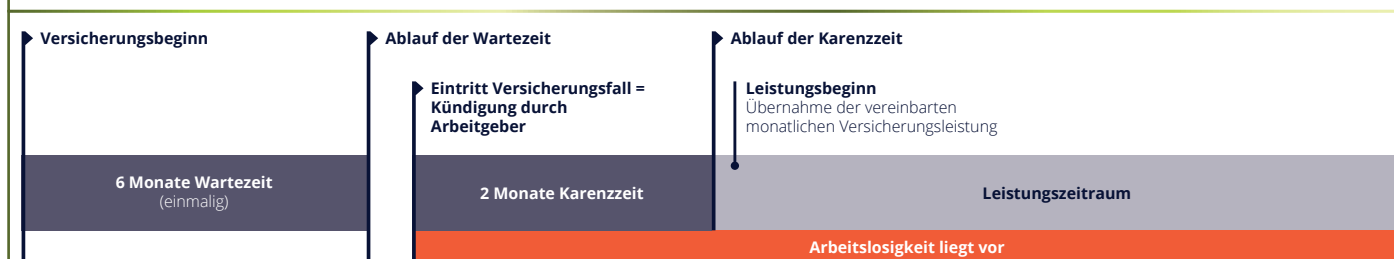 Versicherungsbeginn
Ablauf der Wartezeit
Ablauf der Karenzzeit
Eintritt Versicherungsfall =
Kündigung durch
Arbeitgeber
Leistungsbeginn
Übernahme der vereinbarten
monatlichen Versicherungsleistung
6 Monate Wartezeit
(einmalig)
2 Monate Karenzzeit
Leistungszeitraum
Arbeitslosigkeit liegt vor